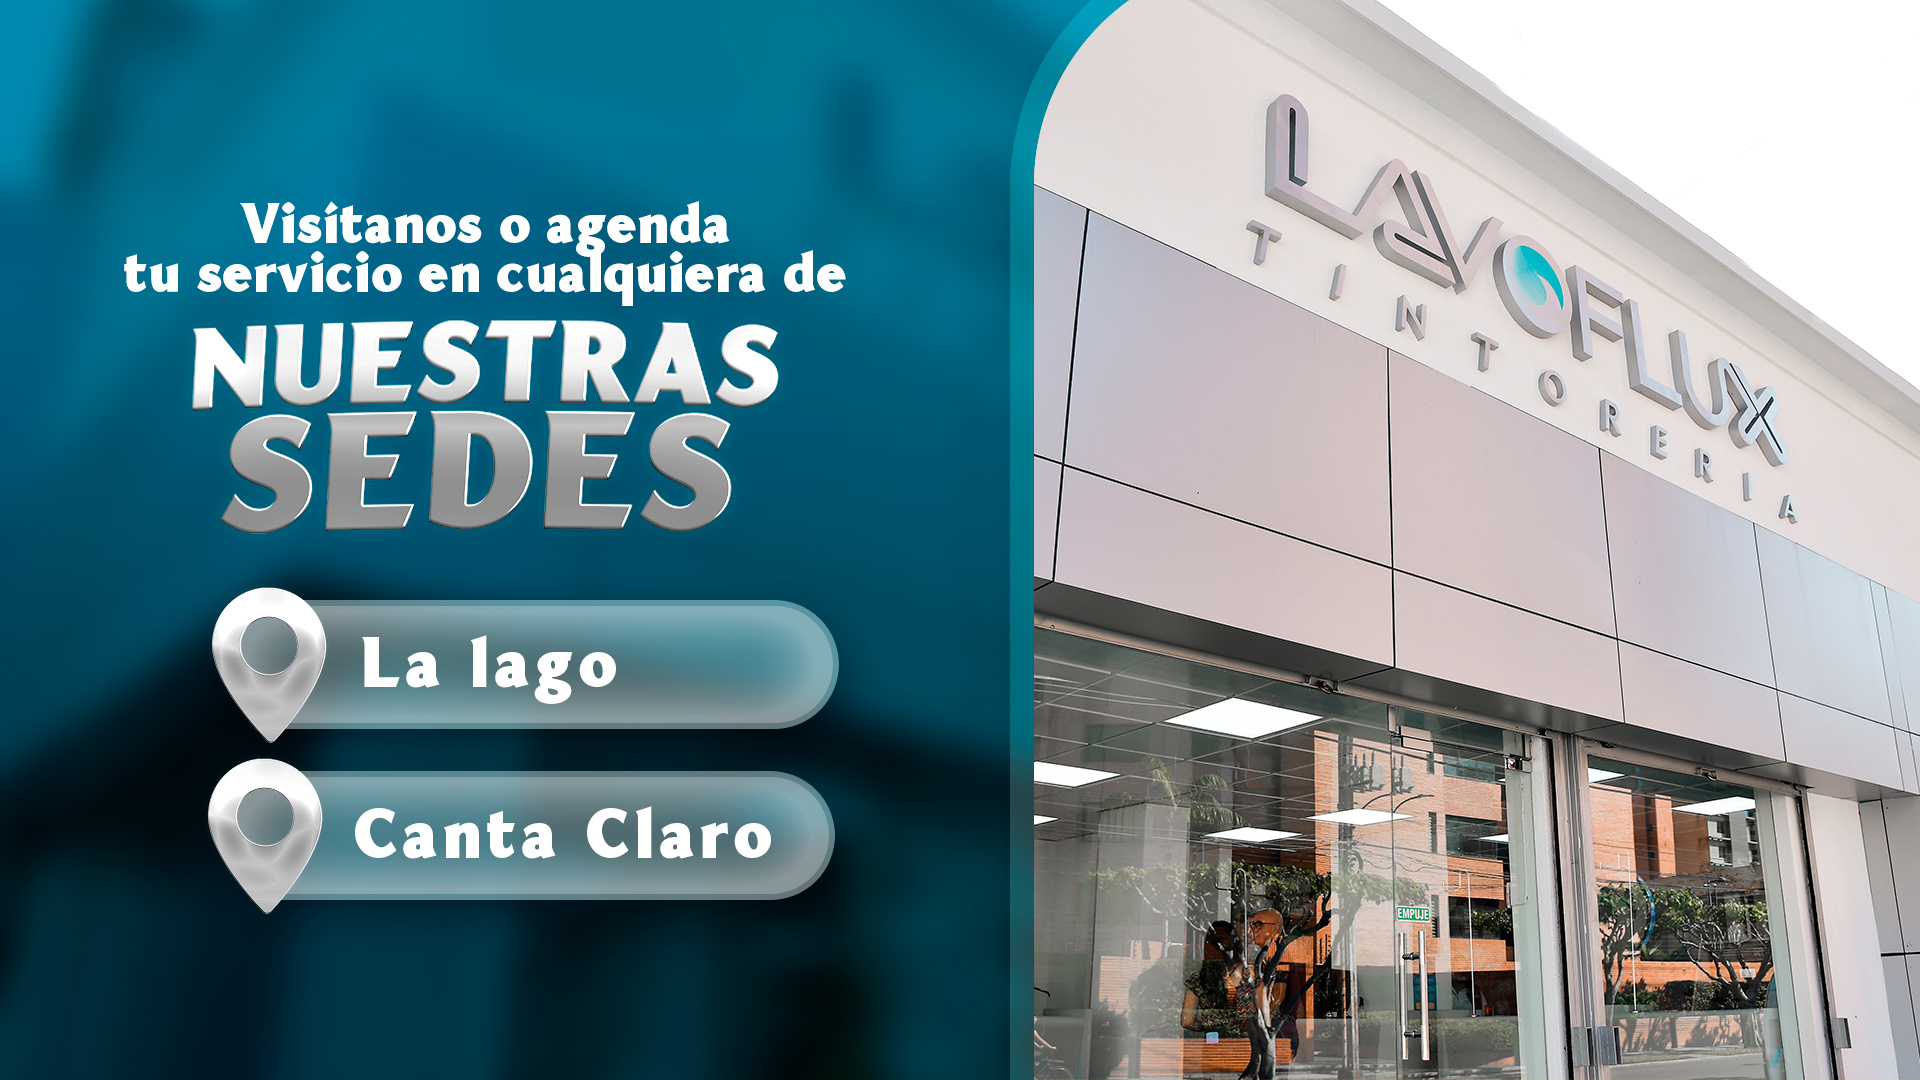 Visítanos o agenda
tu servicio en cualquiera de
NUESTRAS
SEDES
La lago
Canta Claro
LAVOFLUX
TINTORERIA
EMPUJE